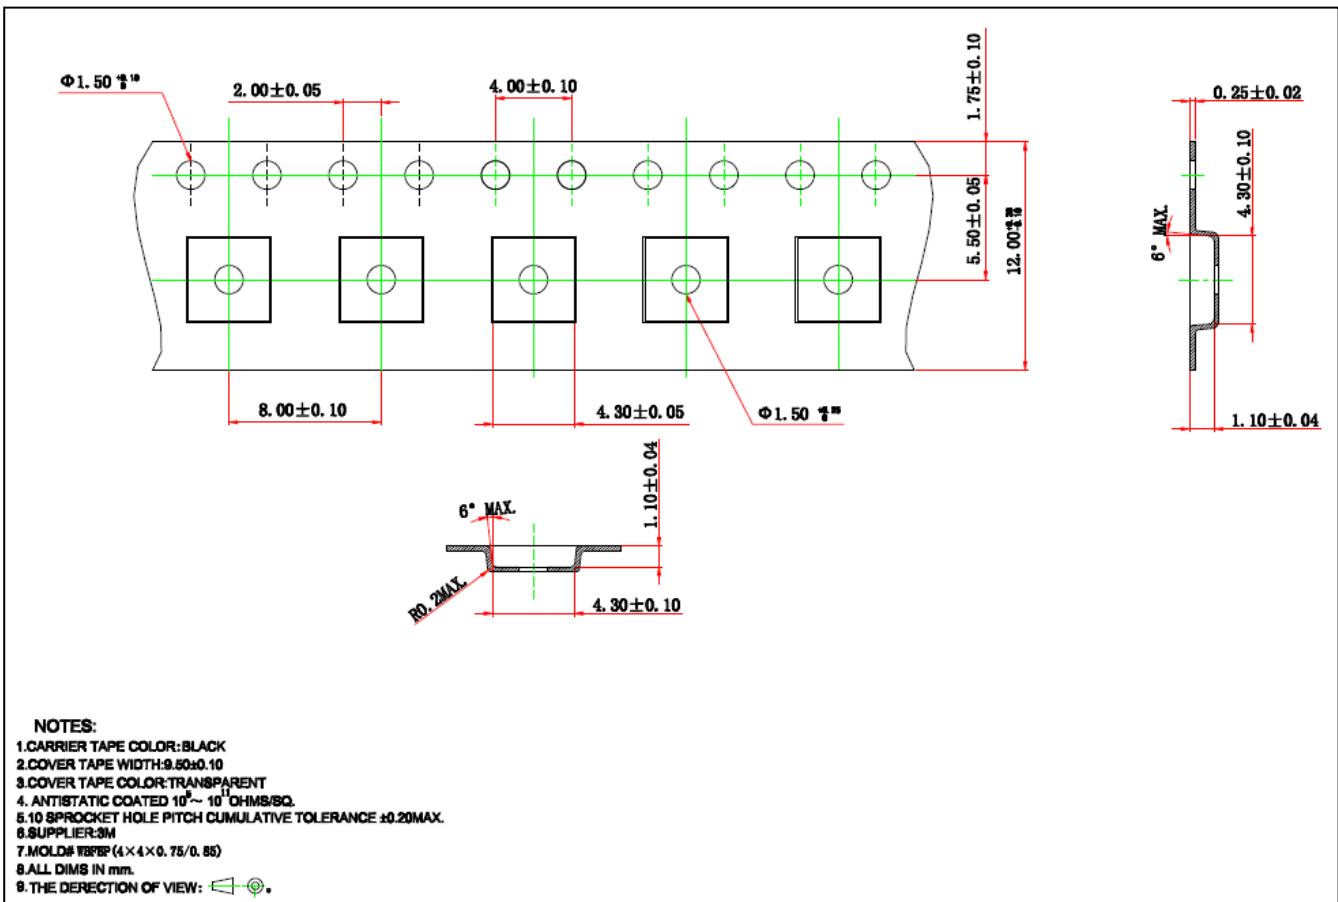 Φ1.50 +0.10 0
2.00±0.05
4.00±0.10
1.75±0.10
0.25±0.02
5.50±0.05
12.00
4.30±0.10
6° MAX.
8.00±0.10
4.30±0.05
Φ1.50
1.10±0.04
6° MAX.
1.10±0.04
R0.2MAX.
4.30±0.10
NOTES:
1.CARRIER TAPE COLOR:BLACK
2.COVER TAPE WIDTH:9.50±0.10
3.COVER TAPE COLOR:TRANSPARENT
4. ANTISTATIC COATED 10 ~ 10¹¹OHMS/SQ.
5.10 SPROCKET HOLE PITCH CUMULATIVE TOLERANCE ±0.20MAX.
6.SUPPLIER:3M
7.MOLD# (4×4×0.75/0.85)
8.ALL DIMS IN mm.
9.THE DERECTION OF VIEW: